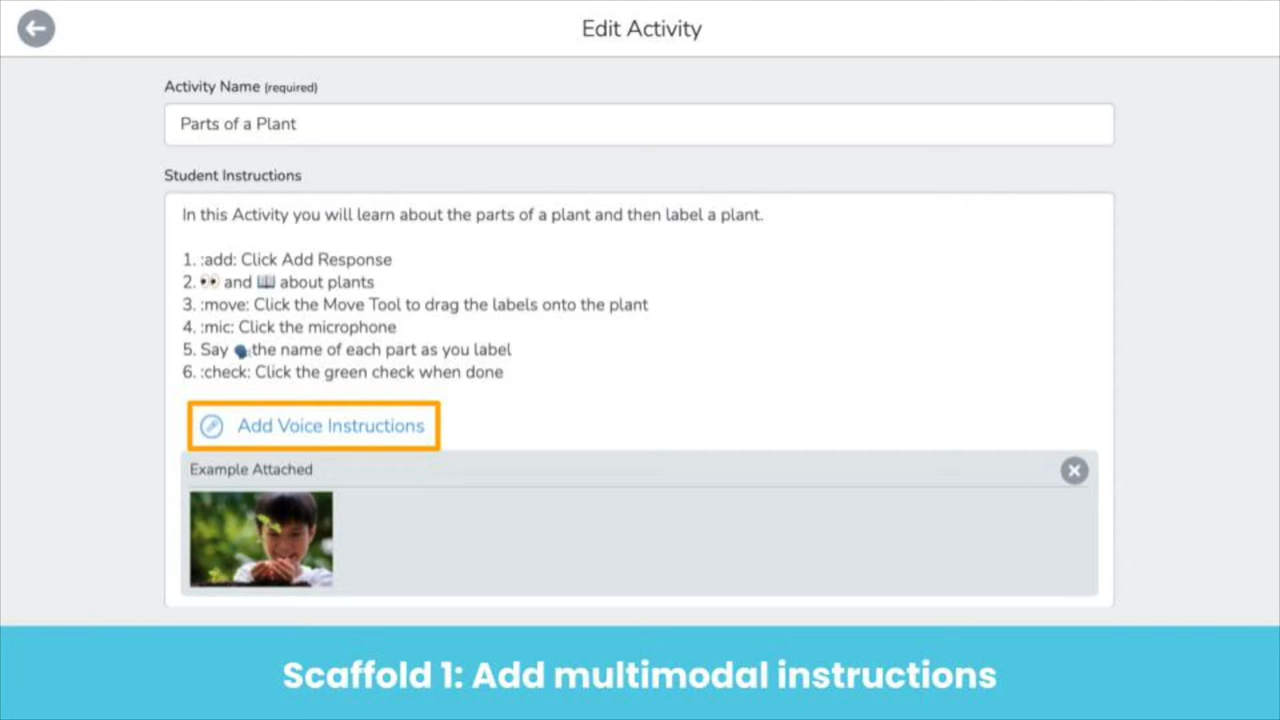 Edit Activity
Activity Name (required)
Parts of a Plant
Student Instructions
In this Activity you will learn about the parts of a plant and then label a plant.
1. :add: Click Add Response
2. 👀 and 📖 about plants
3. :move: Click the Move Tool to drag the labels onto the plant
4. :mic: Click the microphone
5. Say 🗣the name of each part as you label
6. :check: Click the green check when done
Add Voice Instructions
Example Attached
Scaffold 1: Add multimodal instructions